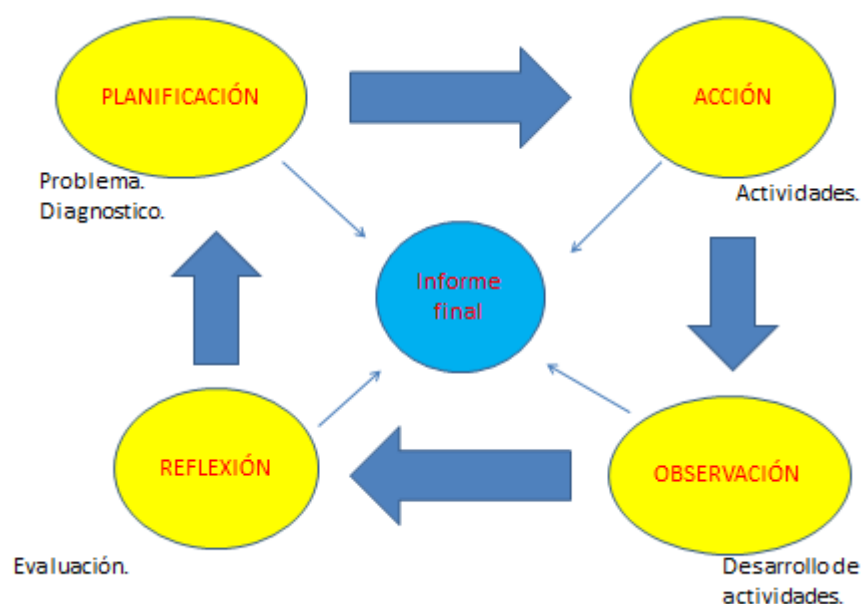 PLANIFICACIÓN
ACCIÓN
Problema.
Diagnostico.
Actividades.
Informe
final
REFLEXIÓN
OBSERVACIÓN
Evaluación.
Desarrollo de
actividades.